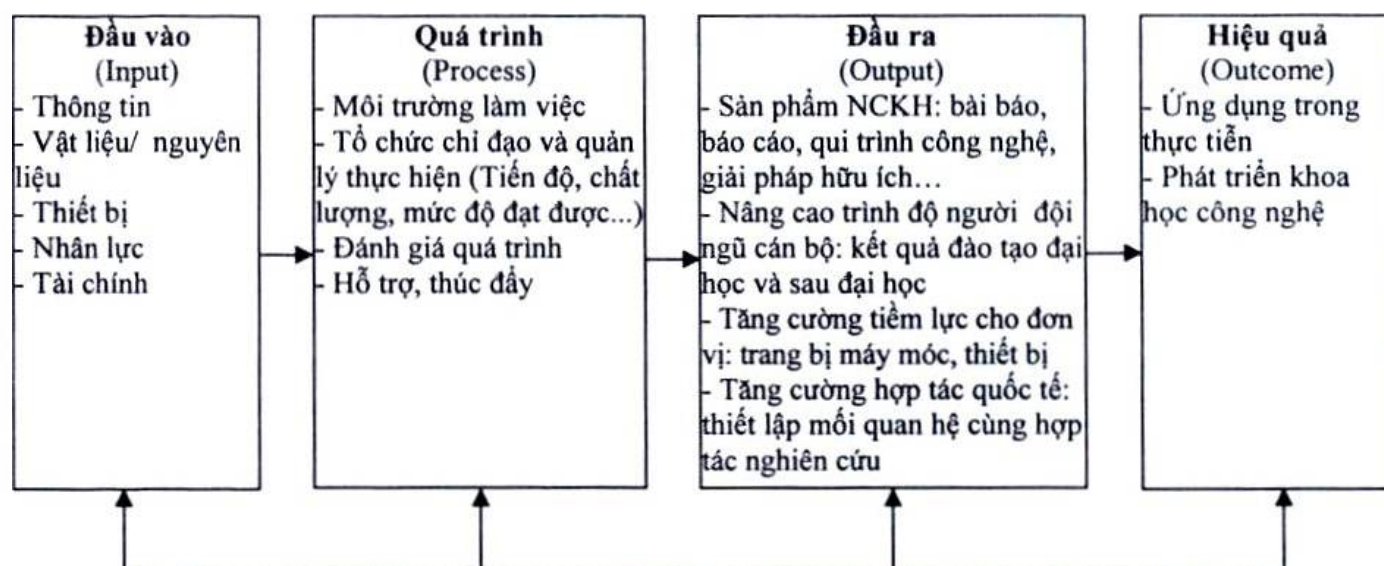 Đầu vào
(Input)
- Thông tin
- Vật liệu/ nguyên
liệu
- Thiết bị
- Nhân lực
- Tài chính
Quá trình
(Process)
- Môi trường làm việc
- Tổ chức chỉ đạo và quản
lý thực hiện (Tiến độ, chất
lượng, mức độ đạt được...)
- Đánh giá quá trình
- Hỗ trợ, thúc đẩy
Đầu ra
(Output)
- Sản phẩm NCKH: bài báo,
báo cáo, qui trình công nghệ,
giải pháp hữu ích...
- Nâng cao trình độ người đội
ngũ cán bộ: kết quả đào tạo đại
học và sau đại học
- Tăng cường tiềm lực cho đơn
vị: trang bị máy móc, thiết bị
- Tăng cường hợp tác quốc tế:
thiết lập mối quan hệ cùng hợp
tác nghiên cứu
Hiệu quả
(Outcome)
- Ứng dụng trong
thực tiễn
- Phát triển khoa
học công nghệ